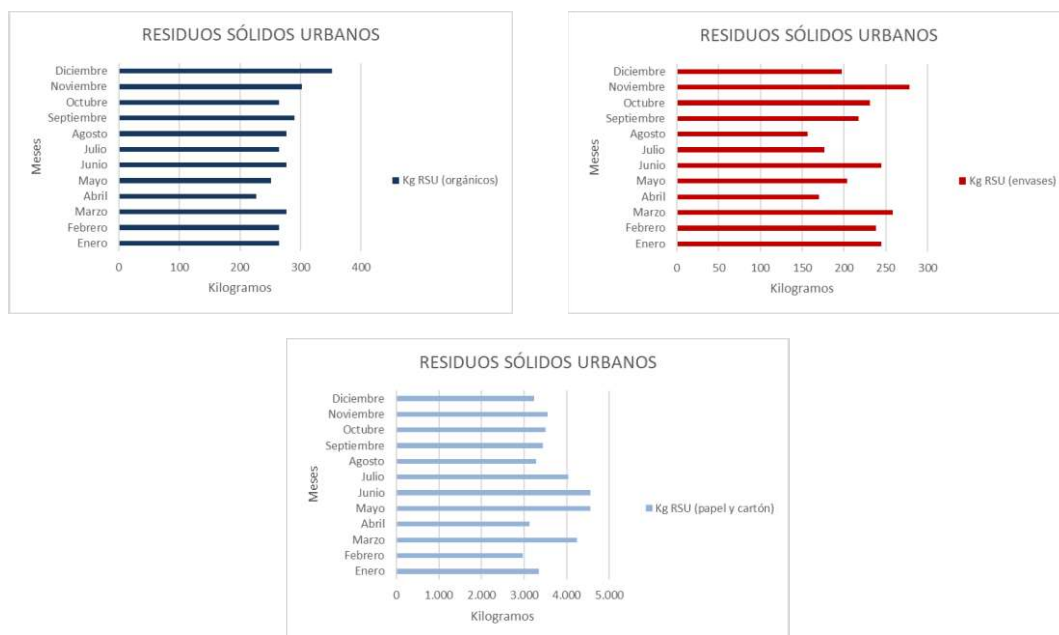 RESIDUOS SÓLIDOS URBANOS
Meses
Diciembre
Noviembre
Octubre
Septiembre
Agosto
Julio
Junio
Mayo
Abril
Marzo
Febrero
Enero
Kg RSU (orgánicos)
0 100 200 300 400
Kilogramos
RESIDUOS SÓLIDOS URBANOS
Meses
Diciembre
Noviembre
Octubre
Septiembre
Agosto
Julio
Junio
Mayo
Abril
Marzo
Febrero
Enero
Kg RSU (envases)
0 50 100 150 200 250 300
Kilogramos
RESIDUOS SÓLIDOS URBANOS
Meses
Diciembre
Noviembre
Octubre
Septiembre
Agosto
Julio
Junio
Mayo
Abril
Marzo
Febrero
Enero
Kg RSU (papel y cartón)
0 1.000 2.000 3.000 4.000 5.000
Kilogramos